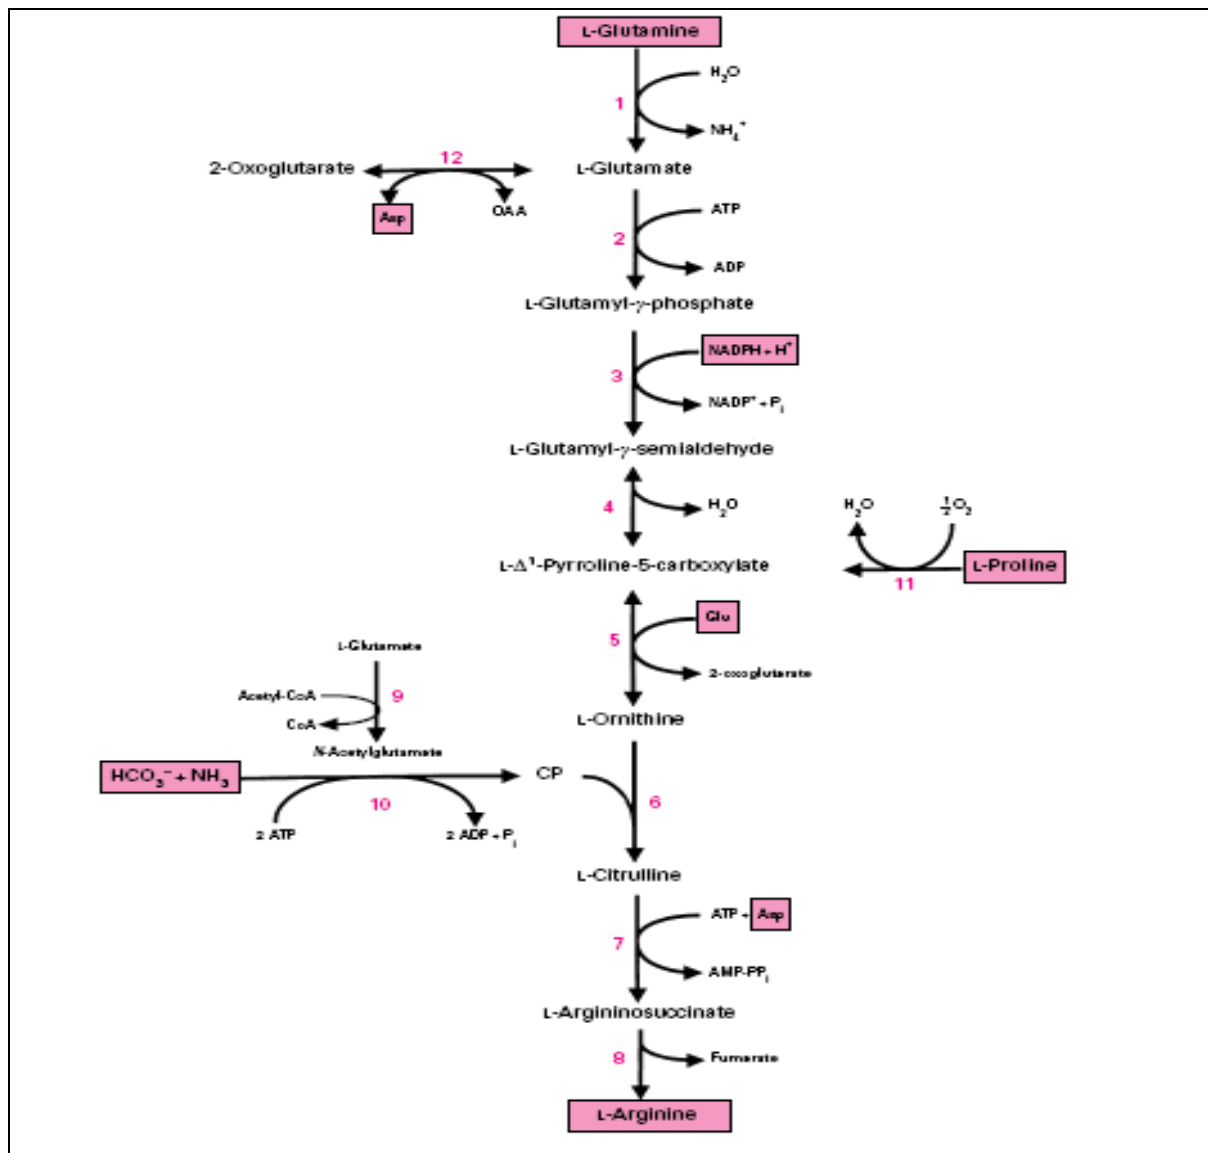 L-Glutamine
H₂O
1
NH₄⁺
12
2-Oxoglutarate
L-Glutamate
Asp
OAA
ATP
2
ADP
L-Glutamyl-γ-phosphate
NADPH + H⁺
3
NADP⁺ + Pᵢ
L-Glutamyl-γ-semialdehyde
4
H₂O
H₂O
½O₂
L-Δ¹-Pyrroline-5-carboxylate
L-Proline
11
Glu
5
2-oxoglutarate
L-Glutamate
Acetyl-CoA
9
CoA
L-Ornithine
N-Acetylglutamate
HCO₃⁻ + NH₃
CP
10
6
2 ATP
2 ADP + Pᵢ
L-Citrulline
ATP + Asp
7
AMP-PPᵢ
L-Argininosuccinate
8
Fumarate
L-Arginine